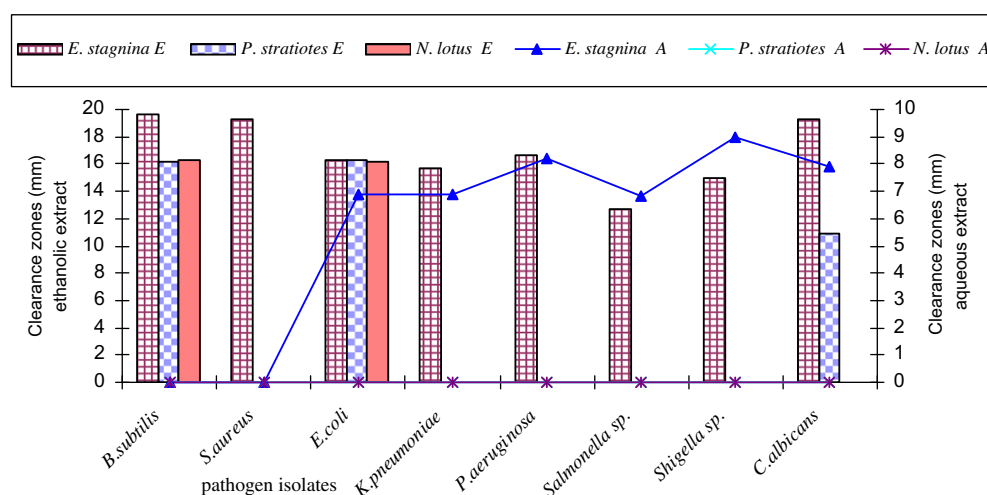 E. stagnina E P. stratiotes E N. lotus E E. stagnina A P. stratiotes A N. lotus A
Clearance zones (mm)
ethanolic extract
20
18
16
14
12
10
8
6
4
2
0
10
9
8
7
6
5
4
3
2
1
0
Clearance zones (mm)
aqueous extract
B.subtilis
S.aureus
E.coli
K.pneumoniae
P.aeruginosa
Salmonella sp.
Shigella sp.
C.albicans
pathogen isolates